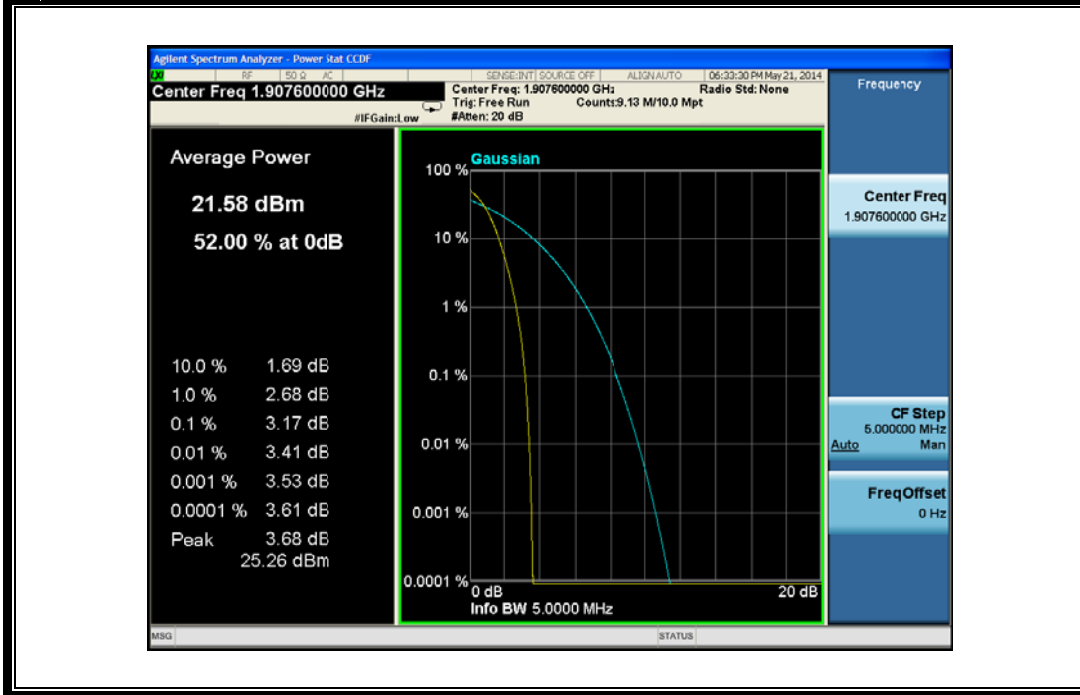 Agilent Spectrum Analyzer - Power Stat CCDF
LXI RF 50 Ω AC SENSE:INT SOURCE OFF ALIGN AUTO 06:33:30 PM May 21, 2014
Center Freq 1.907600000 GHz
Center Freq: 1.907600000 GHz Radio Std: None
Trig: Free Run Counts:9.13 M/10.0 Mpt
#IFGain:Low #Atten: 20 dB
Average Power
21.58 dBm
52.00 % at 0dB
10.0 % 1.69 dB
1.0 % 2.68 dB
0.1 % 3.17 dB
0.01 % 3.41 dB
0.001 % 3.53 dB
0.0001 % 3.61 dB
Peak 3.68 dB
25.26 dBm
Gaussian
100 %
10 %
1 %
0.1 %
0.01 %
0.001 %
0.0001 %
0 dB 20 dB
Info BW 5.0000 MHz
Frequency
Center Freq
1.907600000 GHz
CF Step
5.000000 MHz
Auto Man
Freq Offset
0 Hz
MSG STATUS